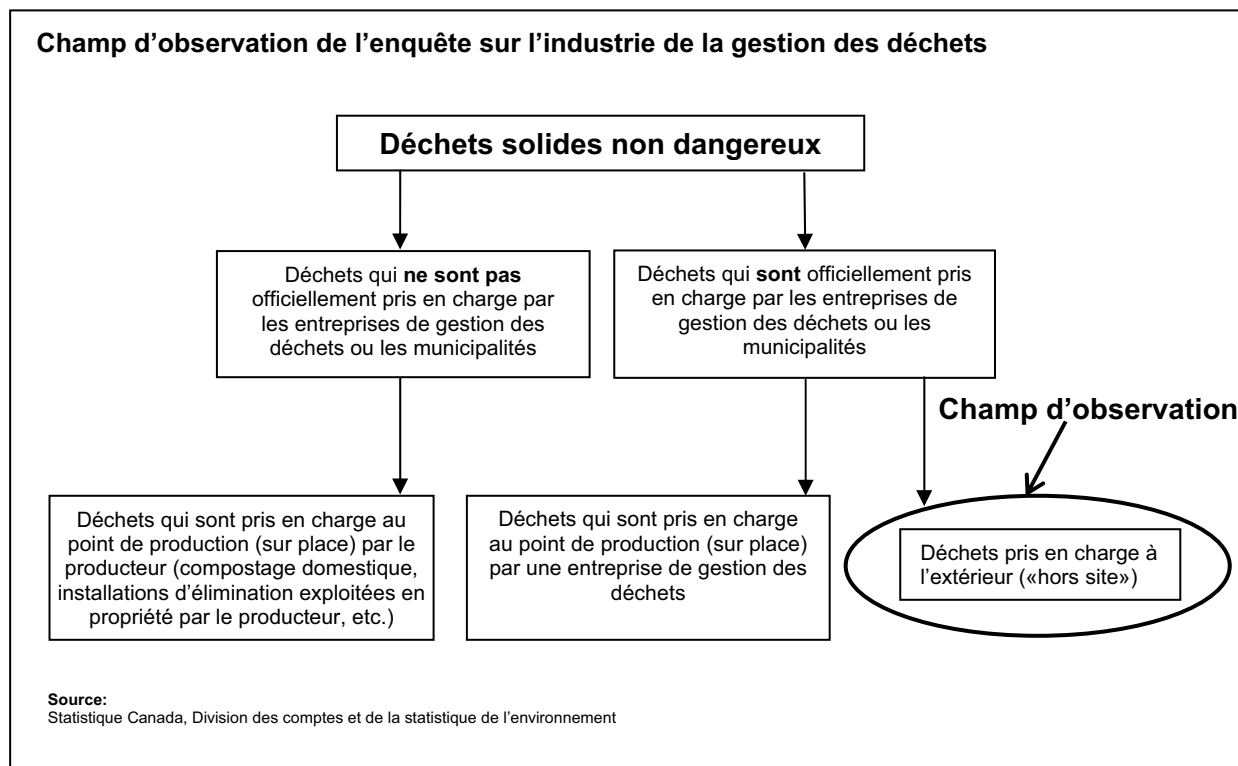 Champ d’observation de l’enquête sur l’industrie de la gestion des déchets
Déchets solides non dangereux
Déchets qui ne sont pas
officiellement pris en charge par
les entreprises de gestion des
déchets ou les municipalités
Déchets qui sont officiellement pris
en charge par les entreprises de
gestion des déchets ou les
municipalités
Champ d’observation
Déchets qui sont pris en charge au
point de production (sur place) par le
producteur (compostage domestique,
installations d’élimination exploitées en
propriété par le producteur, etc.)
Déchets qui sont pris en charge
au point de production (sur place)
par une entreprise de gestion des
déchets
Déchets pris en charge à
l’extérieur («hors site»)
Source:
Statistique Canada, Division des comptes et de la statistique de l’environnement